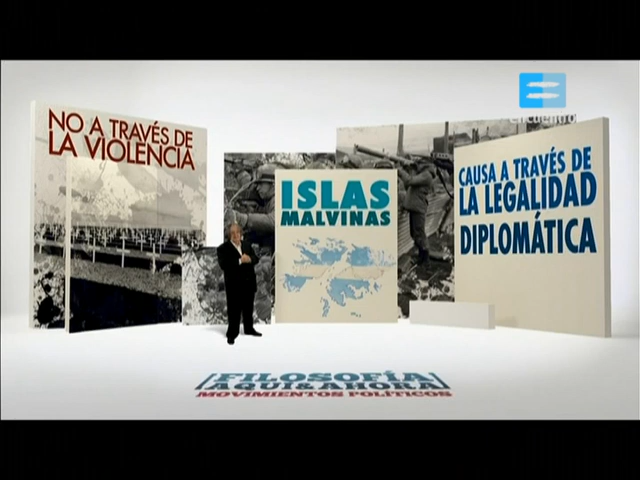 NO A TRAVÉS DE
LA VIOLENCIA
ISLAS
MALVINAS
CAUSA A TRAVÉS DE
LA LEGALIDAD
DIPLOMÁTICA
encuentro
FILOSOFÍA
AQUÍ&AHORA
MOVIMIENTOS POLÍTICOS